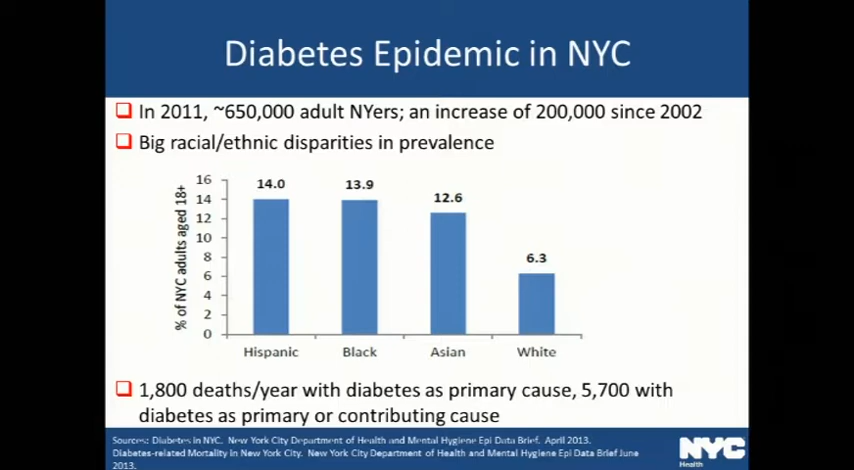 Diabetes Epidemic in NYC
In 2011, ~650,000 adult NYers; an increase of 200,000 since 2002
Big racial/ethnic disparities in prevalence
% of NYC adults aged 18+
16
14
12
10
8
6
4
2
0
14.0
13.9
12.6
6.3
Hispanic
Black
Asian
White
1,800 deaths/year with diabetes as primary cause, 5,700 with
diabetes as primary or contributing cause
Sources: Diabetes in NYC. New York City Department of Health and Mental Hygiene Epi Data Brief. April 2013.
Diabetes-related Mortality in New York City. New York City Department of Health and Mental Hygiene Epi Data Brief June
2013.
NYC
Health